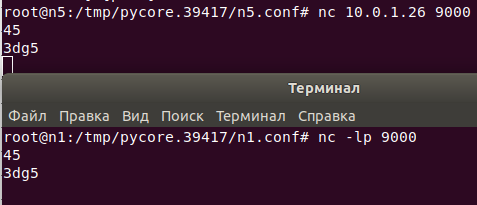 root@n5:/tmp/pycore.39417/n5.conf# nc 10.0.1.26 9000
45
3dg5
Терминал
Файл Правка Вид Поиск Терминал Справка
root@n1:/tmp/pycore.39417/n1.conf# nc -lp 9000
45
3dg5